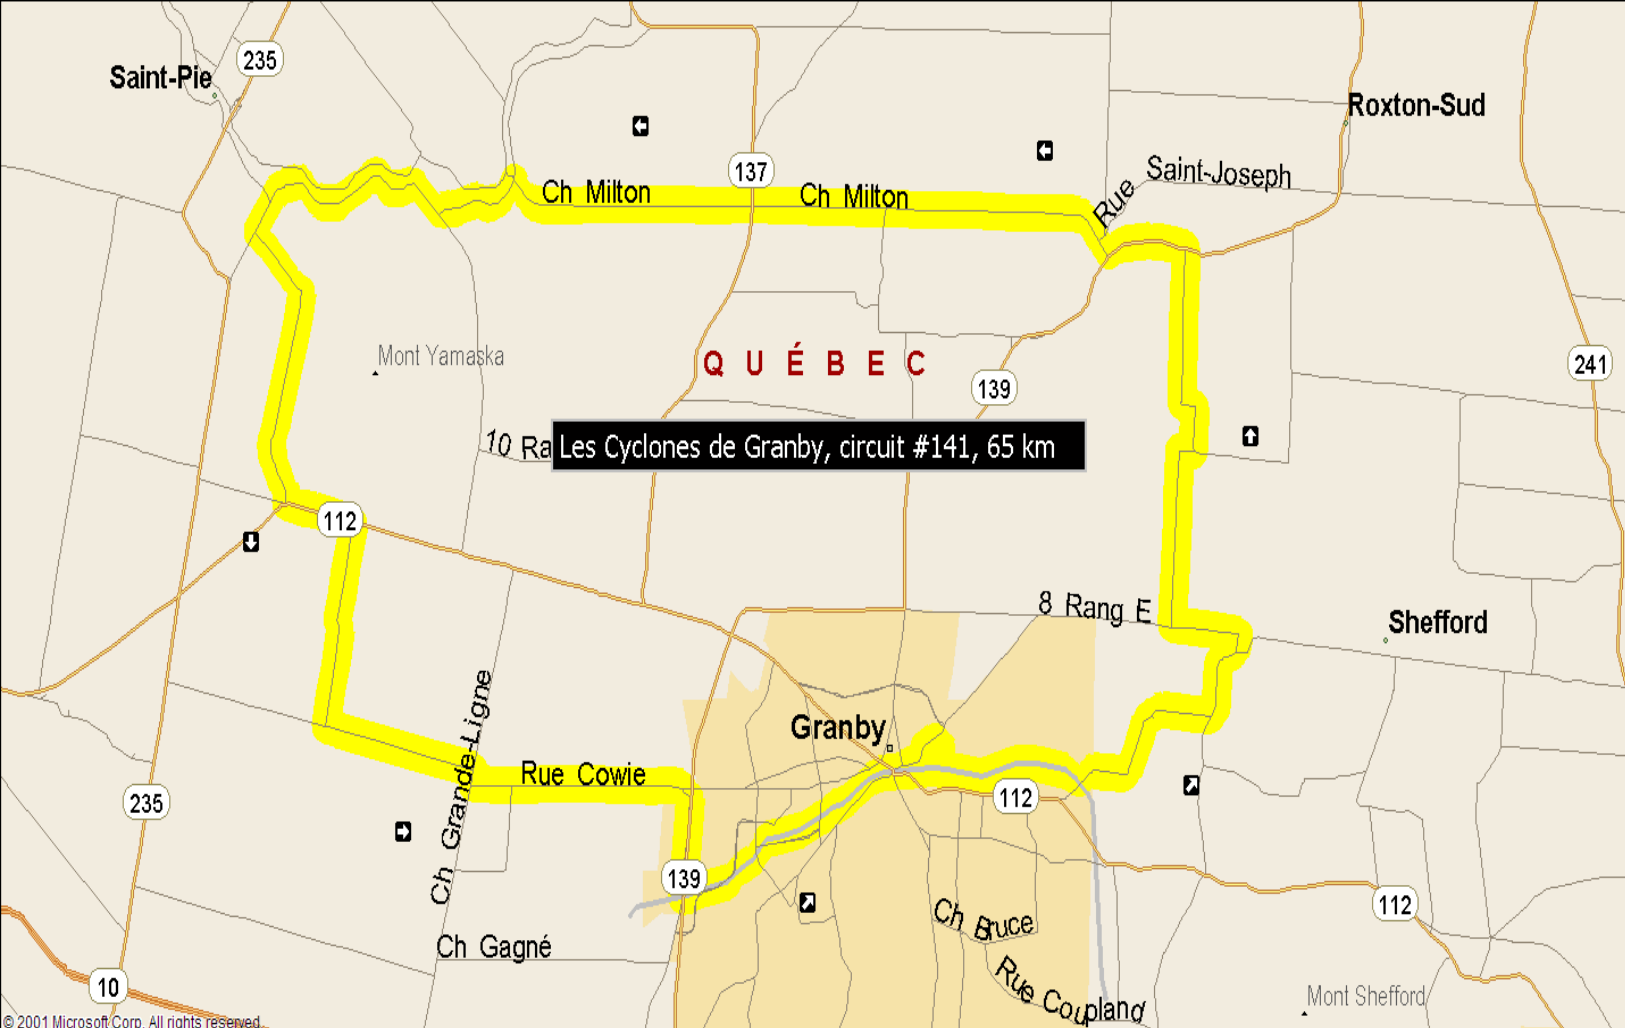 235
Saint-Pie
Roxton-Sud
137
Saint-Joseph
Rue
Ch Milton
Ch Milton
Mont Yamaska
QUÉBEC
241
139
10 Ra
Les Cyclones de Granby, circuit #141, 65 km
112
8 Rang E
Shefford
Granby
Ch Grande-Ligne
Rue Cowie
235
112
139
112
Ch Bruce
Ch Gagné
Rue Coupland
10
Mont Shefford
© 2001 Microsoft Corp. All rights reserved.